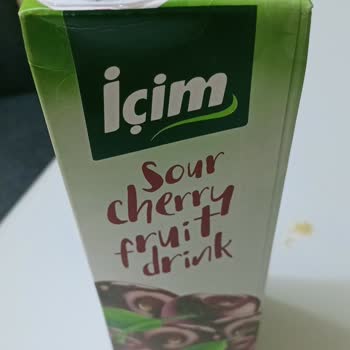 İçim
Sour
cherry
fruit
drink